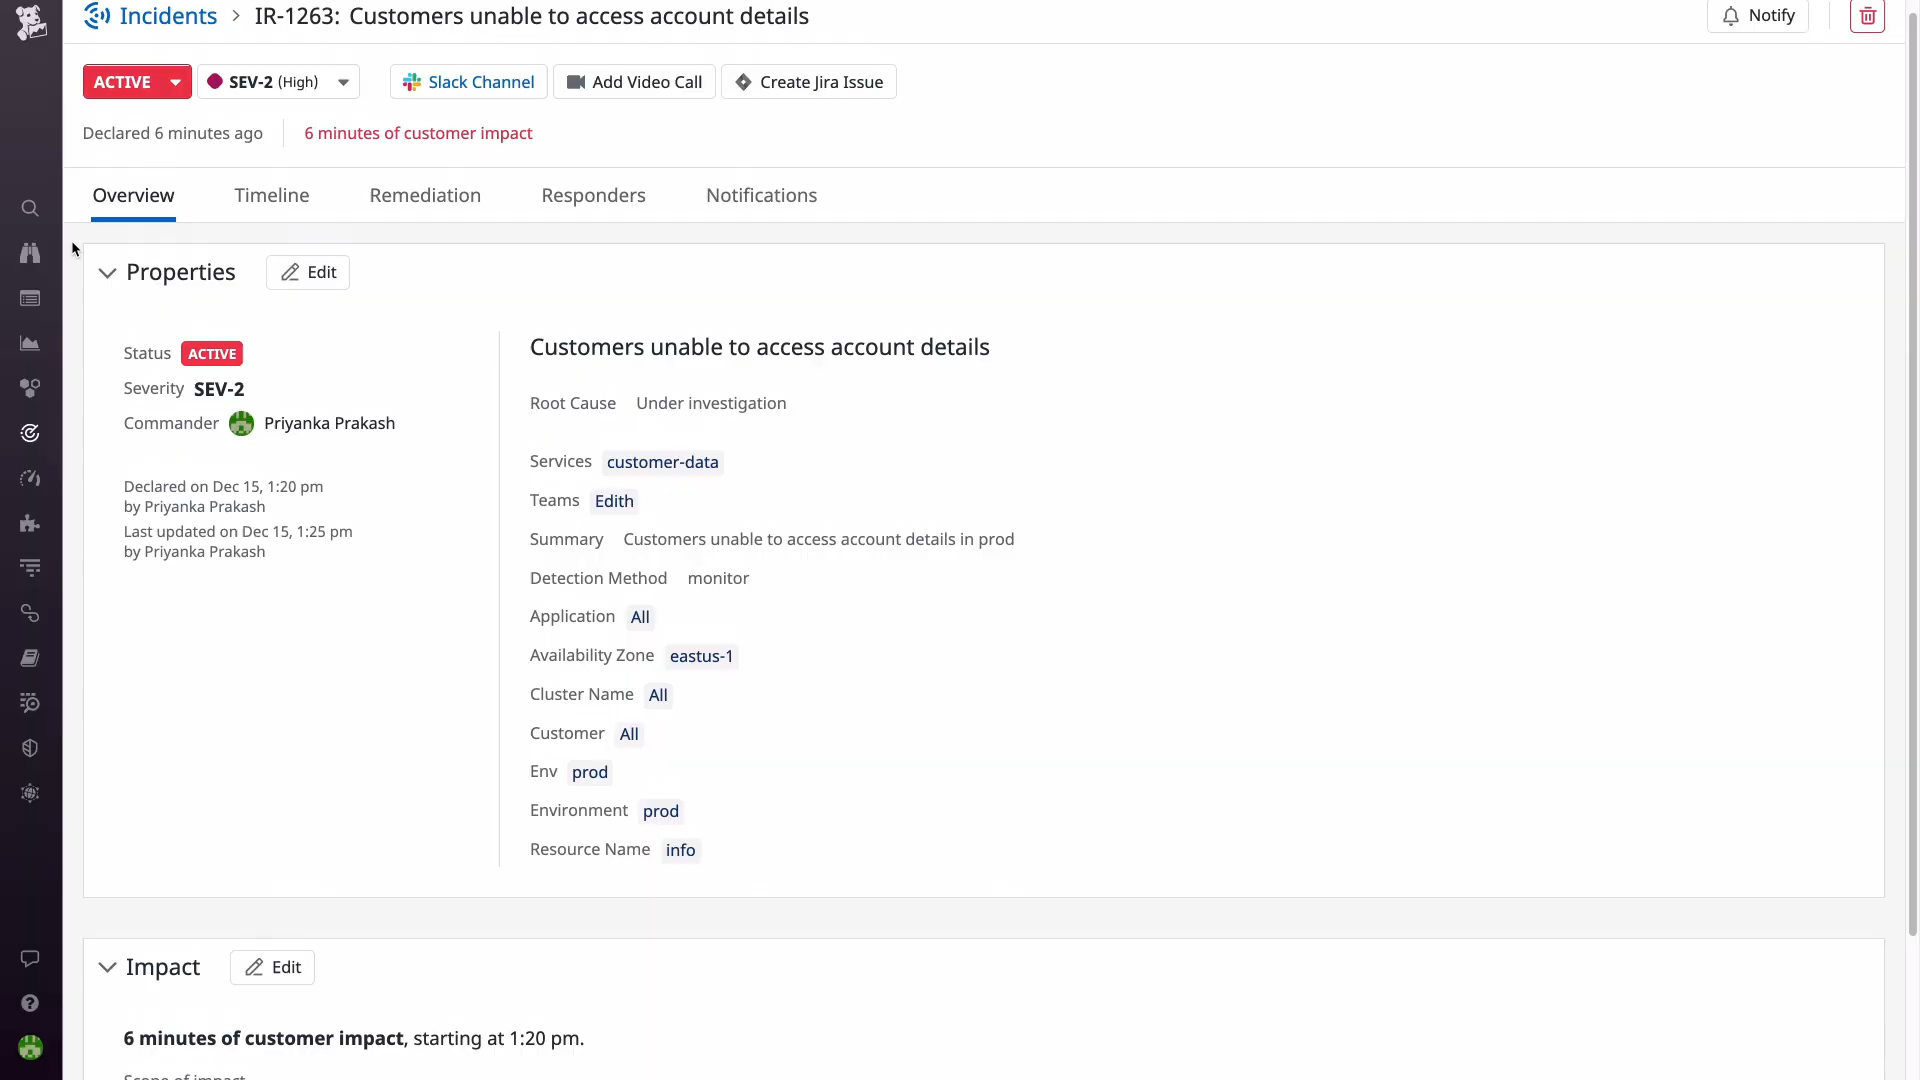 Incidents > IR-1263: Customers unable to access account details
Notify
ACTIVE
SEV-2 (High)
Slack Channel
Add Video Call
Create Jira Issue
Declared 6 minutes ago
6 minutes of customer impact
Overview
Timeline
Remediation
Responders
Notifications
Properties
Edit
Status ACTIVE
Severity SEV-2
Commander Priyanka Prakash
Declared on Dec 15, 1:20 pm
by Priyanka Prakash
Last updated on Dec 15, 1:25 pm
by Priyanka Prakash
Customers unable to access account details
Root Cause Under investigation
Services customer-data
Teams Edith
Summary Customers unable to access account details in prod
Detection Method monitor
Application All
Availability Zone eastus-1
Cluster Name All
Customer All
Env prod
Environment prod
Resource Name info
Impact
Edit
6 minutes of customer impact, starting at 1:20 pm.
Scope of impact